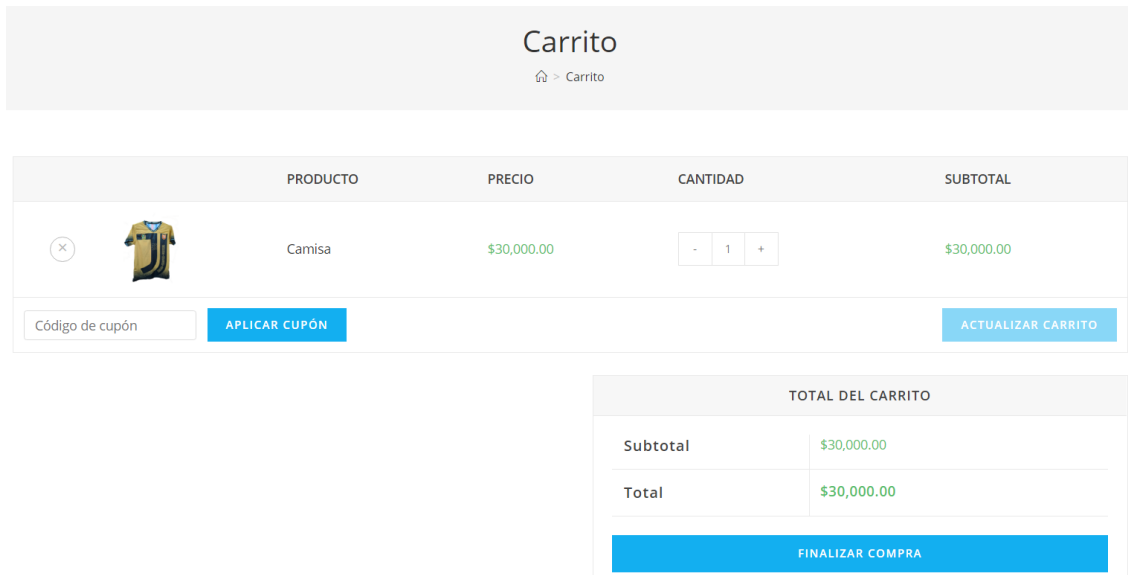 Carrito
> Carrito
PRODUCTO PRECIO CANTIDAD SUBTOTAL
× Camisa $30,000.00 - 1 + $30,000.00
Código de cupón APLICAR CUPÓN ACTUALIZAR CARRITO
TOTAL DEL CARRITO
Subtotal $30,000.00
Total $30,000.00
FINALIZAR COMPRA